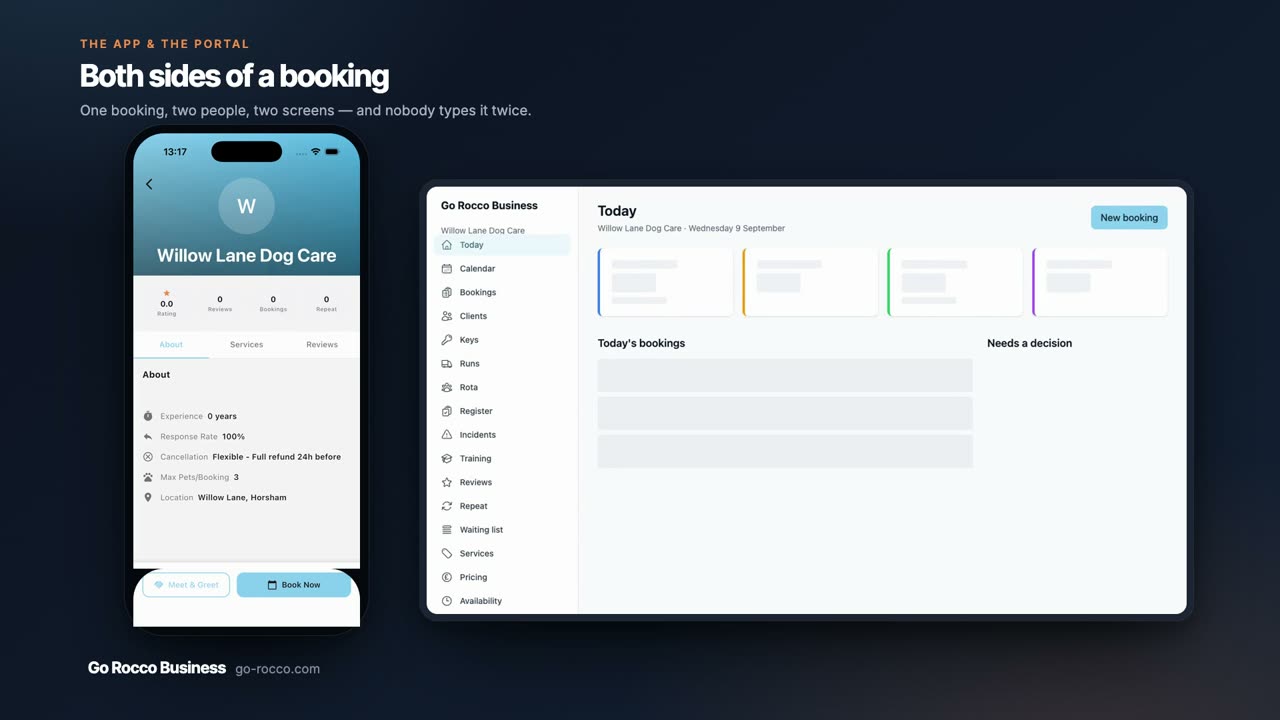 THE APP & THE PORTAL
Both sides of a booking
One booking, two people, two screens — and nobody types it twice.
13:17
W
Willow Lane Dog Care
0.0
Rating
0
Reviews
0
Bookings
0
Repeat
About
Services
Reviews
About
Experience 0 years
Response Rate 100%
Cancellation Flexible - Full refund 24h before
Max Pets/Booking 3
Location Willow Lane, Horsham
Meet & Greet
Book Now
Go Rocco Business
Willow Lane Dog Care
Today
Calendar
Bookings
Clients
Keys
Runs
Rota
Register
Incidents
Training
Reviews
Repeat
Waiting list
Services
Pricing
Availability
Today
Willow Lane Dog Care · Wednesday 9 September
New booking
Today's bookings
Needs a decision
Go Rocco Business go-rocco.com